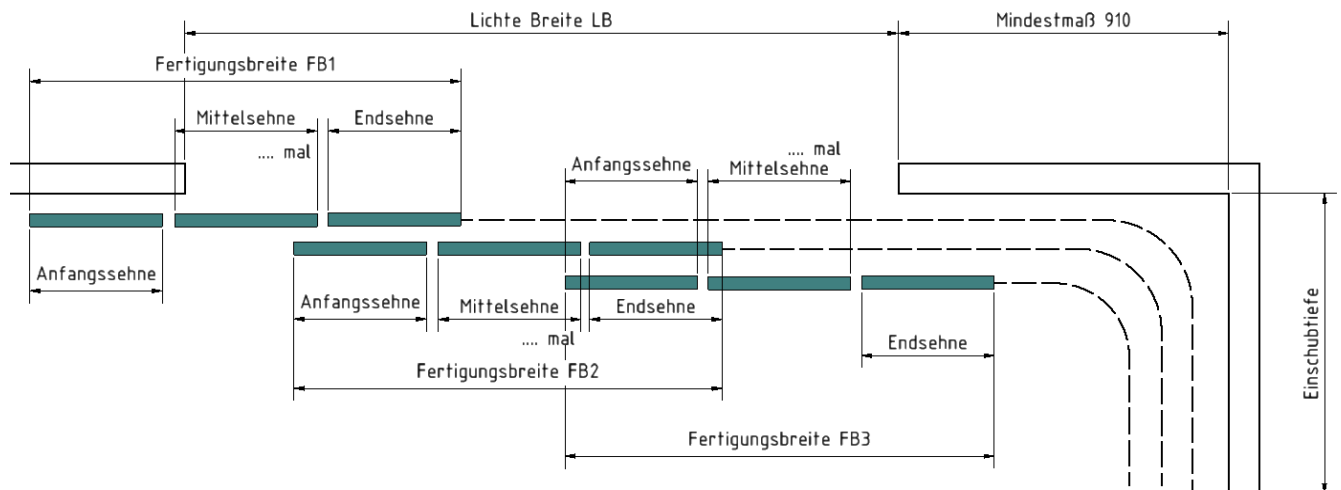 Lichte Breite LB
Mindestmaß 910
Fertigungsbreite FB1
Mittelsehne
Endsehne
.... mal
.... mal
Anfangssehne
Mittelsehne
Anfangssehne
Anfangssehne
Mittelsehne
Endsehne
.... mal
Endsehne
Fertigungsbreite FB2
Fertigungsbreite FB3
Einschubtiefe